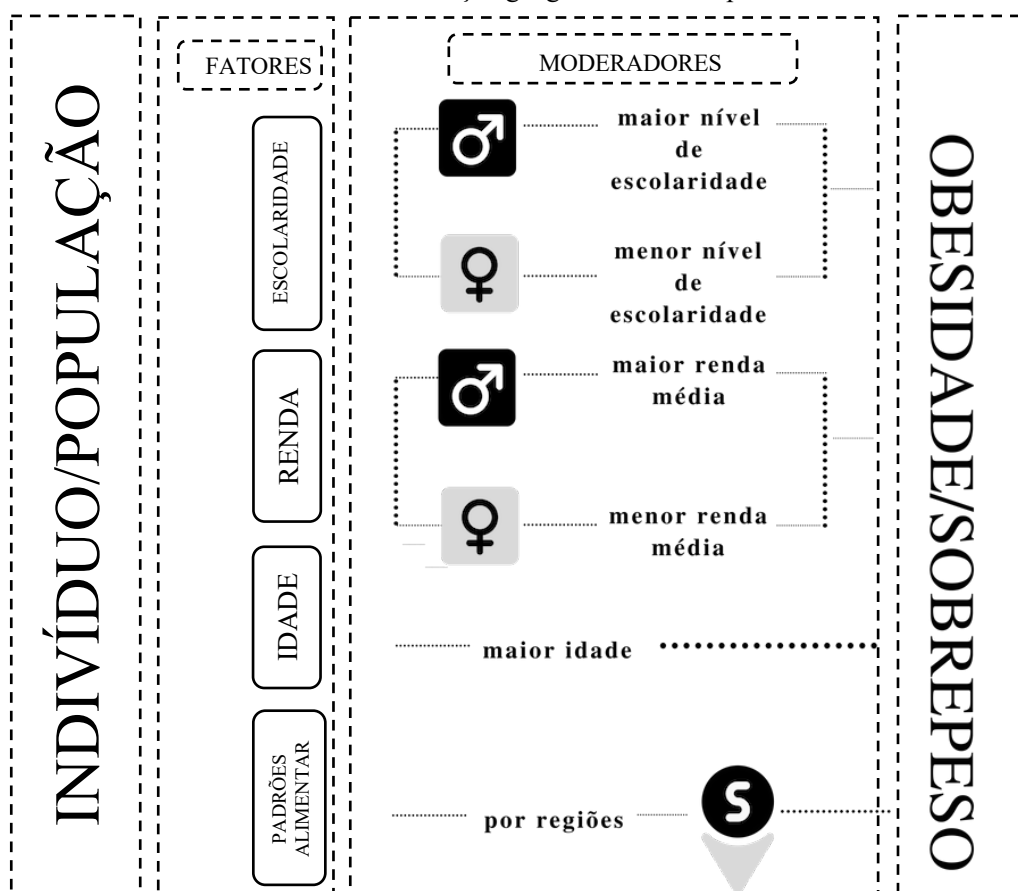 INDIVÍDUO/POPULAÇÃO
FATORES
ESCOLARIDADE
RENDA
IDADE
PADRÕES
ALIMENTAR
MODERADORES
maior nível
de
escolaridade
menor nível
de
escolaridade
maior renda
média
menor renda
média
maior idade
por regiões
S
OBESIDADE/SOBREPESO